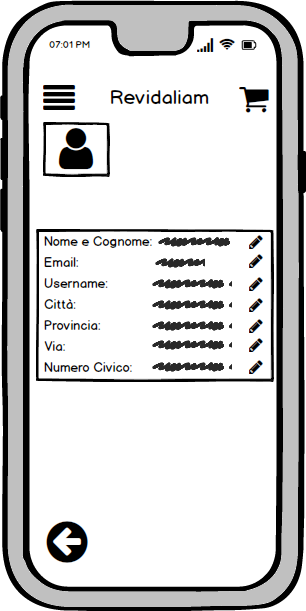 07:01 PM
Revidaliam
Nome e Cognome:
Email:
Username:
Città:
Provincia:
Via:
Numero Civico: